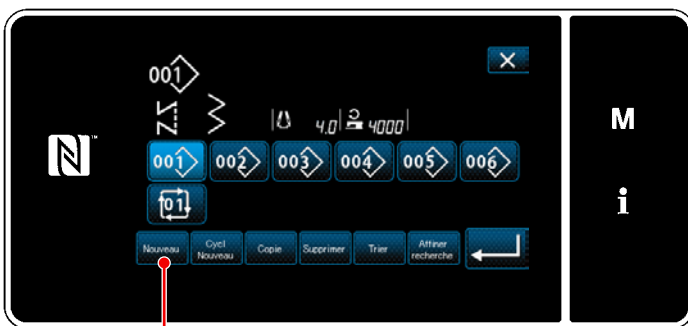 001
4.0 4000
001 002 003 004 005 006
01
Nouveau Cycl Nouveau Copie Supprimer Trier Affiner recherche
M
i